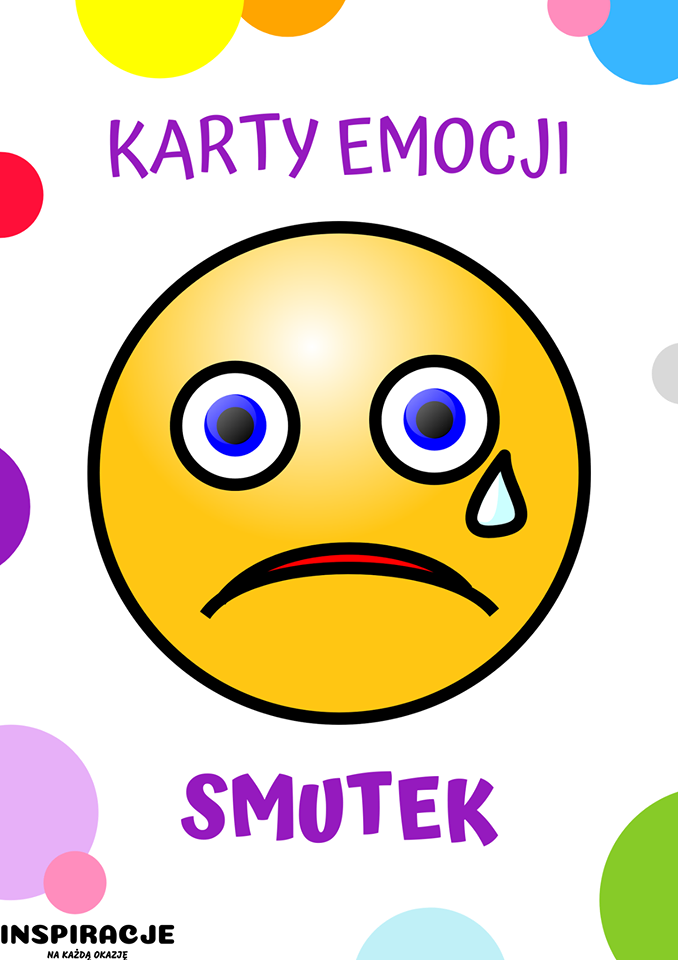 KARTY EMOCJI
SMUTEK
INSPIRACJE
NA KAŻDĄ OKAZJĘ